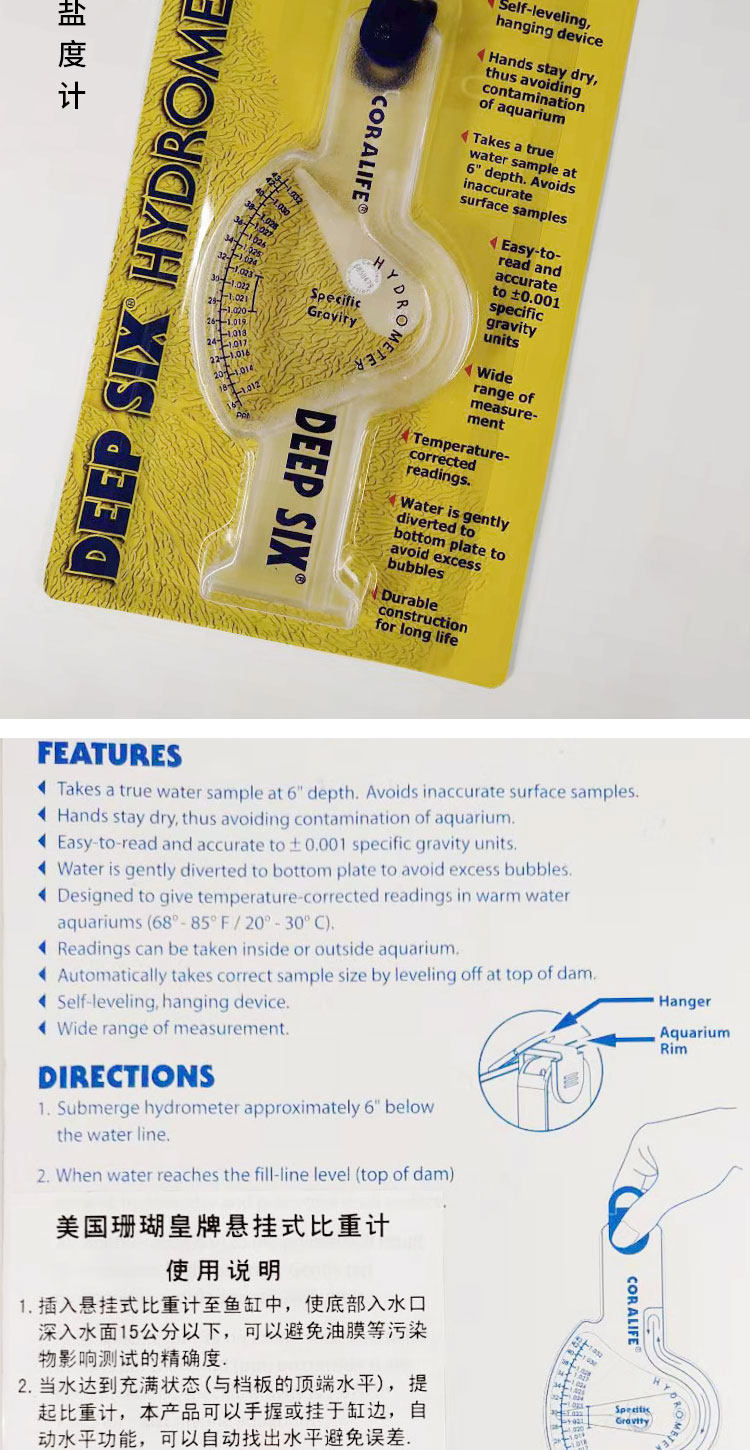 盐度计
DEEP SIX® HYDROME
CORALIFE®
HYDROMETER
Specific
Gravity
DEEP SIX®
Self-leveling,
hanging device
Hands stay dry,
thus avoiding
contamination
of aquarium
Takes a true
water sample at
6" depth. Avoids
inaccurate
surface samples
Easy-to-
read and
accurate
to ±0.001
specific
gravity
units
Wide
range of
measure-
ment
Temperature-
corrected
readings.
Water is gently
diverted to
bottom plate to
avoid excess
bubbles
Durable
construction
for long life
FEATURES
Takes a true water sample at 6" depth. Avoids inaccurate surface samples.
Hands stay dry, thus avoiding contamination of aquarium.
Easy-to-read and accurate to ± 0.001 specific gravity units.
Water is gently diverted to bottom plate to avoid excess bubbles.
Designed to give temperature-corrected readings in warm water
aquariums (68° - 85° F / 20° - 30° C).
Readings can be taken inside or outside aquarium.
Automatically takes correct sample size by leveling off at top of dam.
Self-leveling, hanging device.
Wide range of measurement.
Hanger
Aquarium
Rim
DIRECTIONS
1. Submerge hydrometer approximately 6" below
the water line.
2. When water reaches the fill-line level (top of dam)
美国珊瑚皇牌悬挂式比重计
使用说明
1. 插入悬挂式比重计至鱼缸中，使底部入水口
深入水面15公分以下，可以避免油膜等污染
物影响测试的精确度.
2. 当水达到充满状态(与档板的顶端水平)，提
起比重计，本产品可以手握或挂于缸边，自
动水平功能，可以自动找出水平避免误差.
CORALIFE®
HYDROME
Specific
Gravity